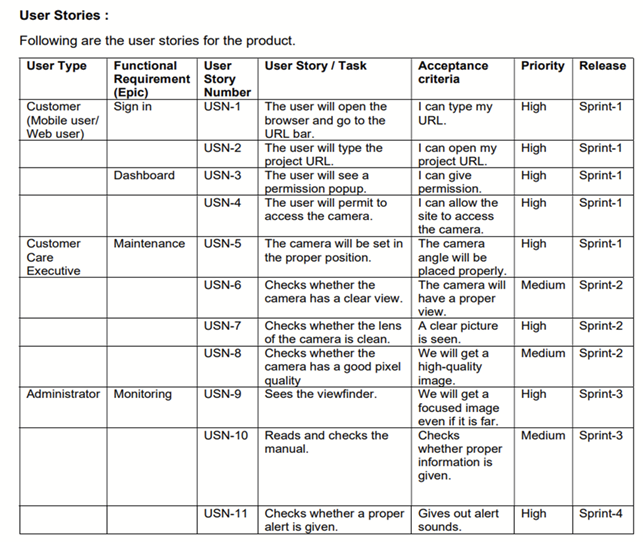 User Stories :
Following are the user stories for the product.
User Type Functional Requirement (Epic) User Story Number User Story / Task Acceptance criteria Priority Release
Customer (Mobile user/ Web user) Sign in USN-1 The user will open the browser and go to the URL bar. I can type my URL. High Sprint-1
USN-2 The user will type the project URL. I can open my project URL. High Sprint-1
Dashboard USN-3 The user will see a permission popup. I can give permission. High Sprint-1
USN-4 The user will permit to access the camera. I can allow the site to access the camera. High Sprint-1
Customer Care Executive Maintenance USN-5 The camera will be set in the proper position. The camera angle will be placed properly. High Sprint-1
USN-6 Checks whether the camera has a clear view. The camera will have a proper view. Medium Sprint-2
USN-7 Checks whether the lens of the camera is clean. A clear picture is seen. High Sprint-2
USN-8 Checks whether the camera has a good pixel quality We will get a high-quality image. Medium Sprint-2
Administrator Monitoring USN-9 Sees the viewfinder. We will get a focused image even if it is far. High Sprint-3
USN-10 Reads and checks the manual. Checks whether proper information is given. Medium Sprint-3
USN-11 Checks whether a proper alert is given. Gives out alert sounds. High Sprint-4